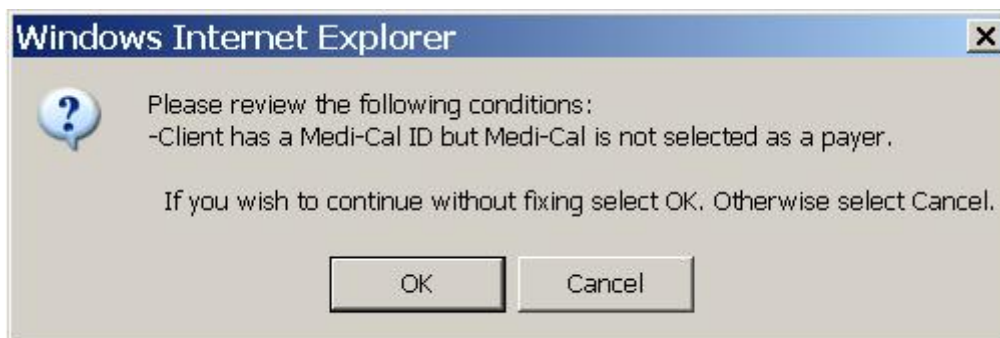 Windows Internet Explorer
Please review the following conditions:
-Client has a Medi-Cal ID but Medi-Cal is not selected as a payer.
If you wish to continue without fixing select OK. Otherwise select Cancel.
OK
Cancel